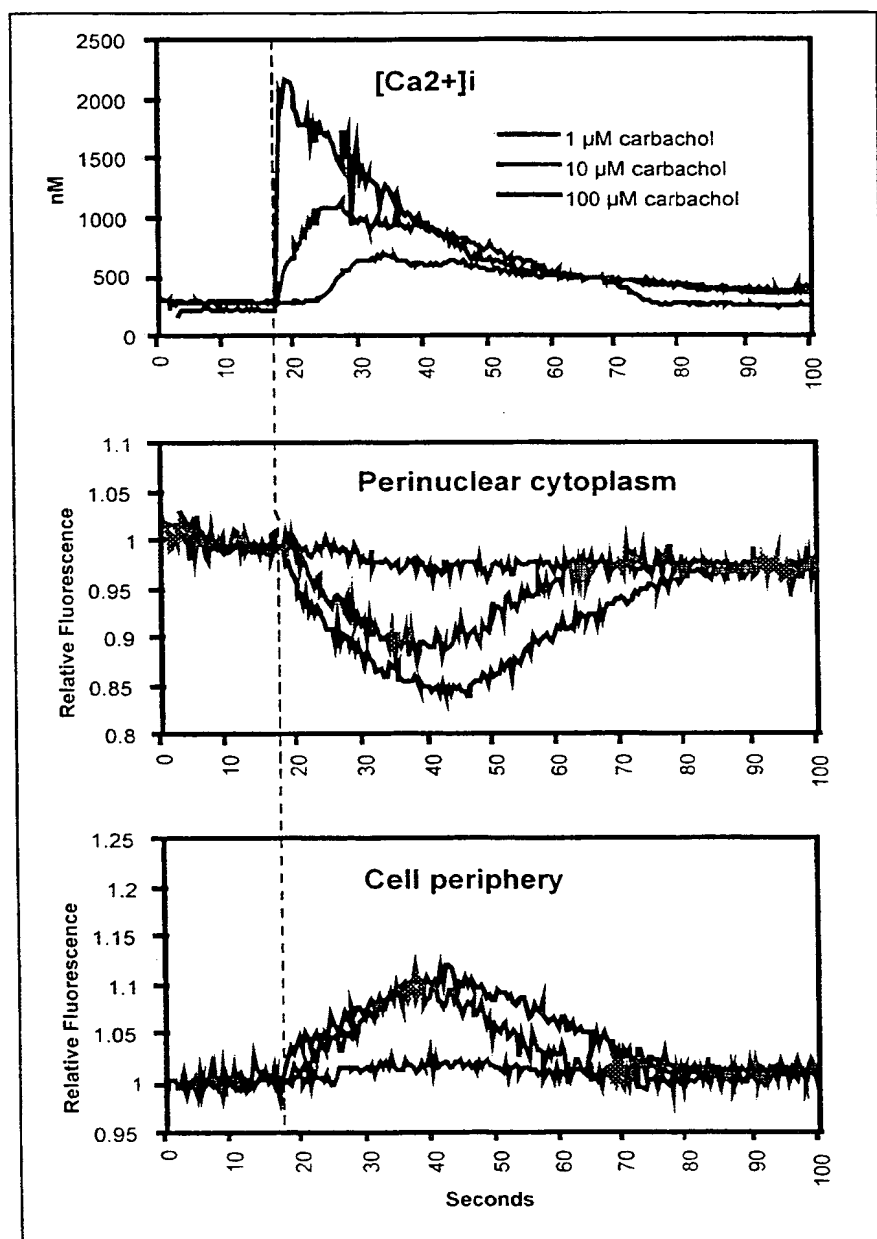 2500
[Ca2+]i
2000
1 µM carbachol
1500
10 µM carbachol
nM
100 µM carbachol
1000
500
0
0 10 20 30 40 50 60 70 80 90 100
1.1
Perinuclear cytoplasm
1.05
1
Relative Fluorescence
0.95
0.9
0.85
0.8
0 10 20 30 40 50 60 70 80 90 100
1.25
Cell periphery
1.2
1.15
Relative Fluorescence
1.1
1.05
1
0.95
0 10 20 30 40 50 60 70 80 90 100
Seconds